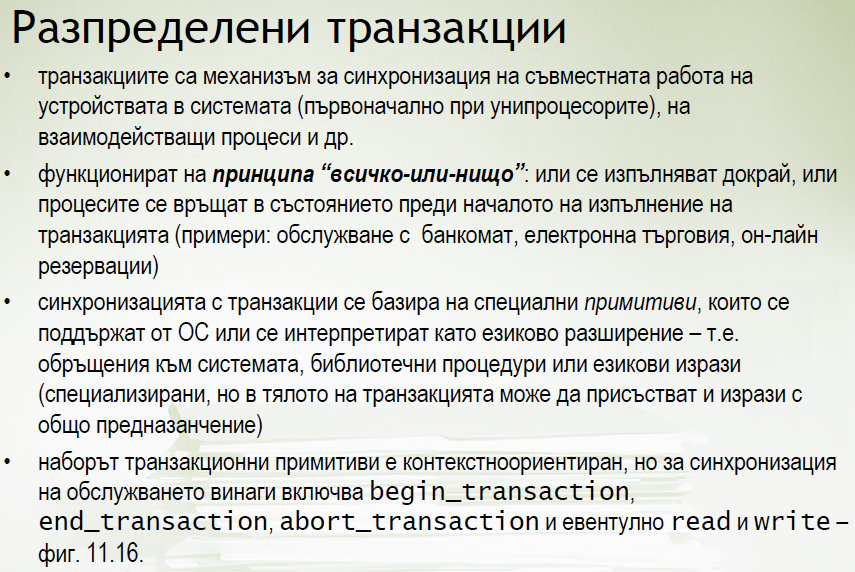 Разпределени транзакции
• транзакциите са механизъм за синхронизация на съвместната работа на
устройствата в системата (първоначално при унипроцесорите), на
взаимодействащи процеси и др.
• функционират на принципа “всичко-или-нищо”: или се изпълняват докрай, или
процесите се връщат в състоянието преди началото на изпълнение на
транзакцията (примери: обслужване с банкомат, електронна търговия, он-лайн
резервации)
• синхронизацията с транзакции се базира на специални примитиви, които се
поддържат от ОС или се интерпретират като езиково разширение – т.е.
обръщения към системата, библиотечни процедури или езикови изрази
(специализирани, но в тялото на транзакцията може да присъстват и изрази с
общо предназанчение)
• наборът транзакционни примитиви е контекстноориентиран, но за синхронизация
на обслужването винаги включва begin_transaction,
end_transaction, abort_transaction и евентулно read и write –
фиг. 11.16.